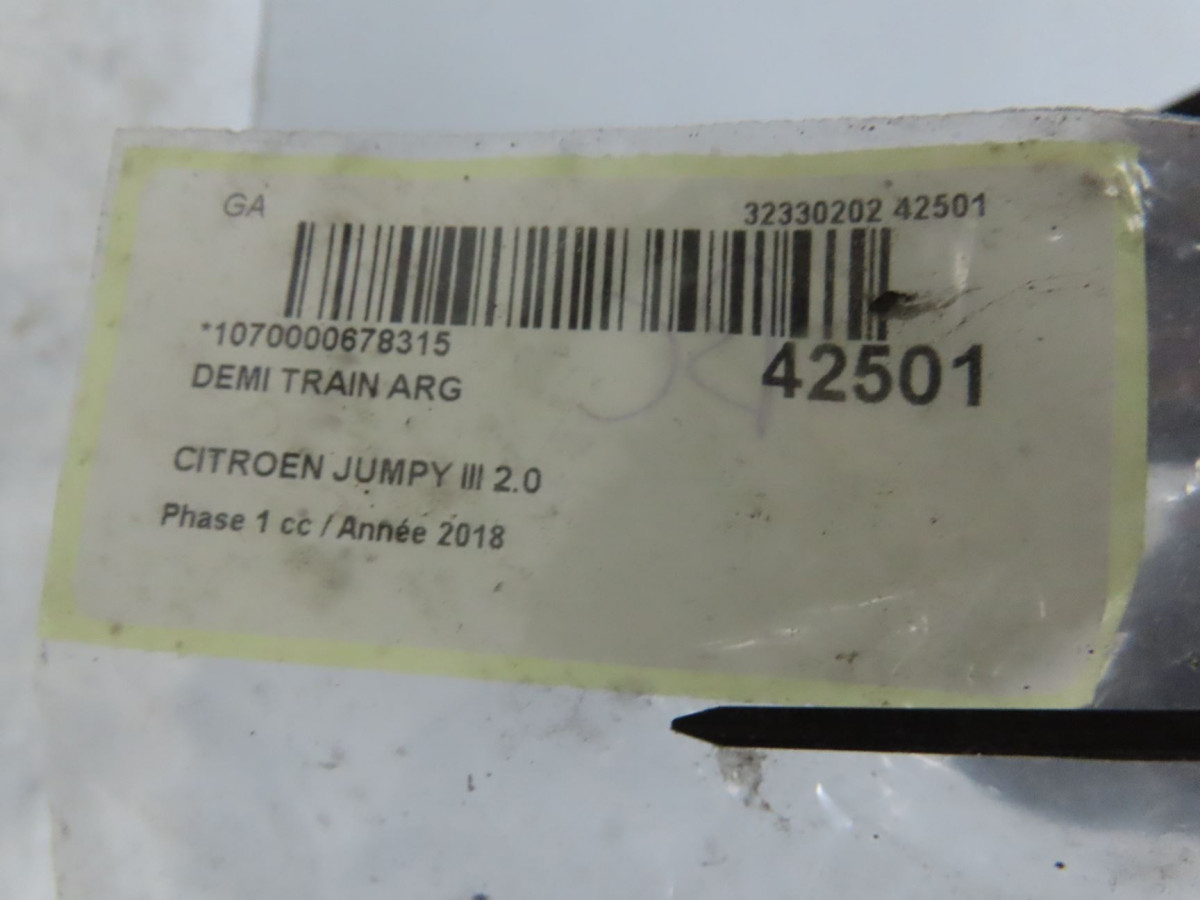 GA
32330202 42501
*1070000678315
42501
DEMI TRAIN ARG
CITROEN JUMPY III 2.0
Phase 1 cc / Année 2018